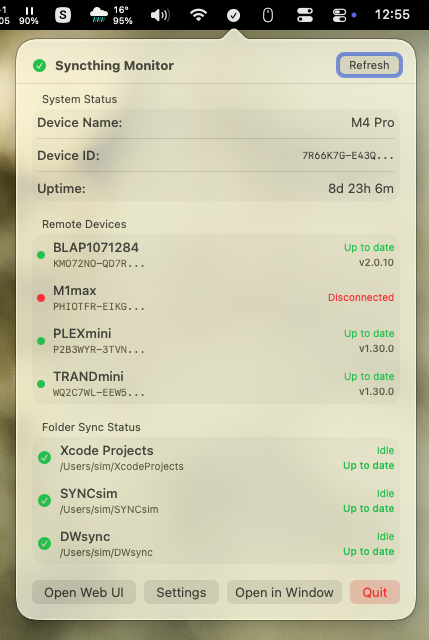 -1 90% S 16° 12:55
05 95%
Syncthing Monitor Refresh
System Status
Device Name: M4 Pro
Device ID: 7R66K7G-E43Q...
Uptime: 8d 23h 6m
Remote Devices
BLAP1071284 Up to date
KMO72NO-QD7R... v2.0.10
M1max Disconnected
PHIOTFR-EIKG...
PLEXmini Up to date
P2B3WYR-3TVN... v1.30.0
TRANDmini Up to date
WQ2C7WL-EEW5... v1.30.0
Folder Sync Status
Xcode Projects Idle
/Users/sim/XcodeProjects Up to date
SYNCsim Idle
/Users/sim/SYNCsim Up to date
DWsync Idle
/Users/sim/DWsync Up to date
Open Web UI Settings Open in Window Quit